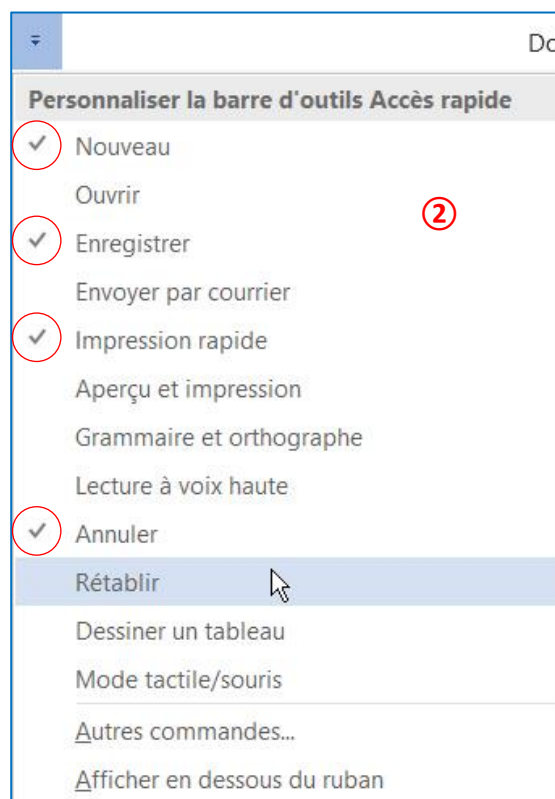 Do
Personnaliser la barre d'outils Accès rapide
✓ Nouveau
Ouvrir
②
✓ Enregistrer
Envoyer par courrier
✓ Impression rapide
Aperçu et impression
Grammaire et orthographe
Lecture à voix haute
✓ Annuler
Rétablir
Dessiner un tableau
Mode tactile/souris
Autres commandes...
Afficher en dessous du ruban